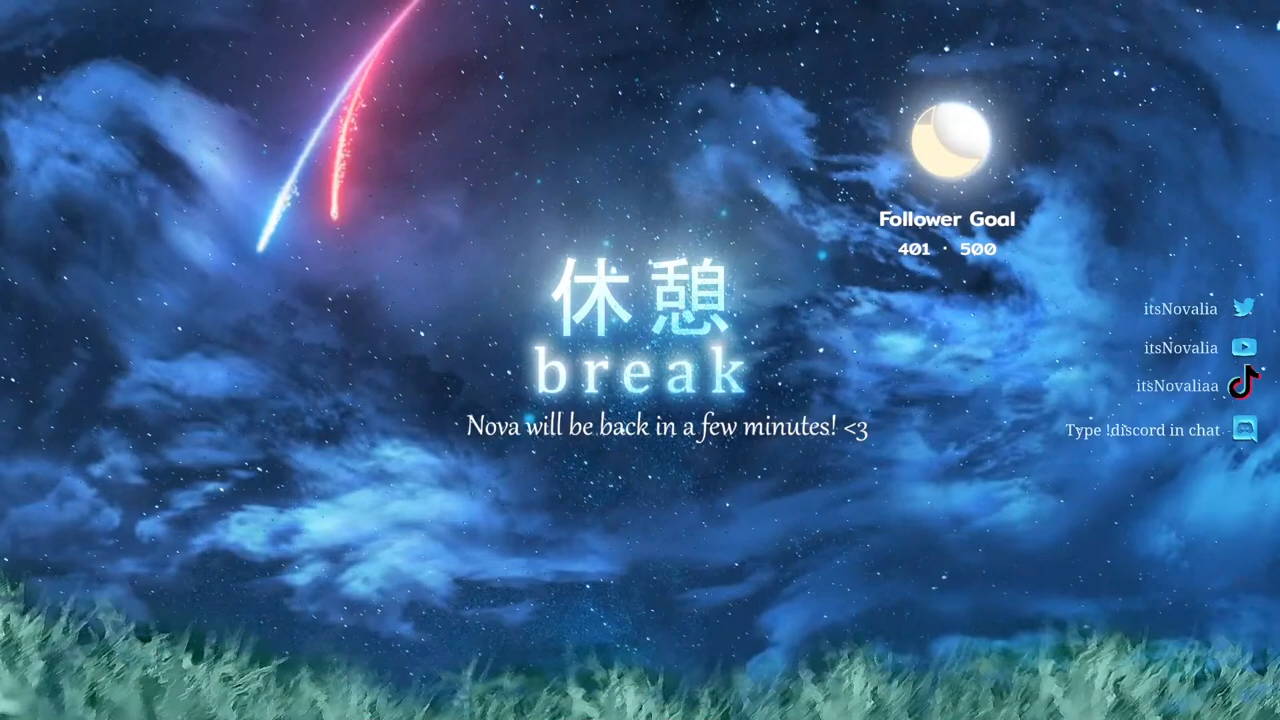 Follower Goal
401 · 500
休憩
break
Nova will be back in a few minutes! <3
itsNovalia
itsNovalia
itsNovaliaa
Type !discord in chat